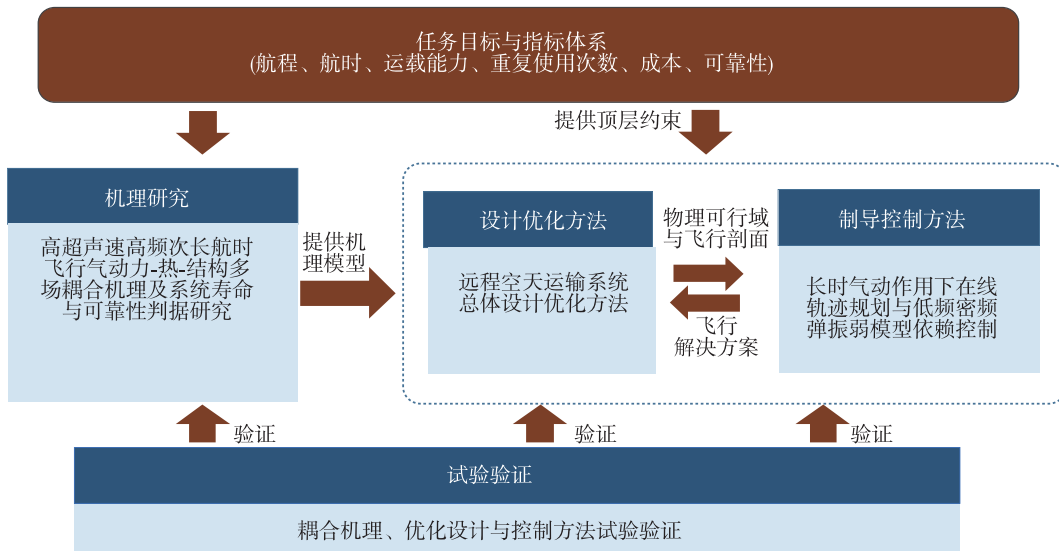 任务目标与指标体系
(航程、航时、运载能力、重复使用次数、成本、可靠性)
提供顶层约束
机理研究
高超声速高频次长航时
飞行气动力-热-结构多
场耦合机理及系统寿命
与可靠性判据研究
提供机
理模型
设计优化方法
远程空天运输系统
总体设计优化方法
物理可行域
与飞行剖面
飞行
解决方案
制导控制方法
长时气动作用下在线
轨迹规划与低频密频
弹振弱模型依赖控制
验证
验证
验证
试验验证
耦合机理、优化设计与控制方法试验验证